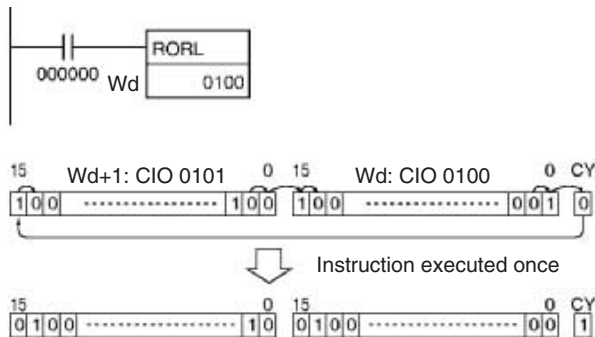 RORL
000000 Wd 0100
15 Wd+1: CIO 0101 0 15 Wd: CIO 0100 0 CY
1 0 0 1 0 0 1 0 0 0 0 1 0
Instruction executed once
15 0 15 0 CY
0 1 0 0 1 0 0 1 0 0 0 0 1